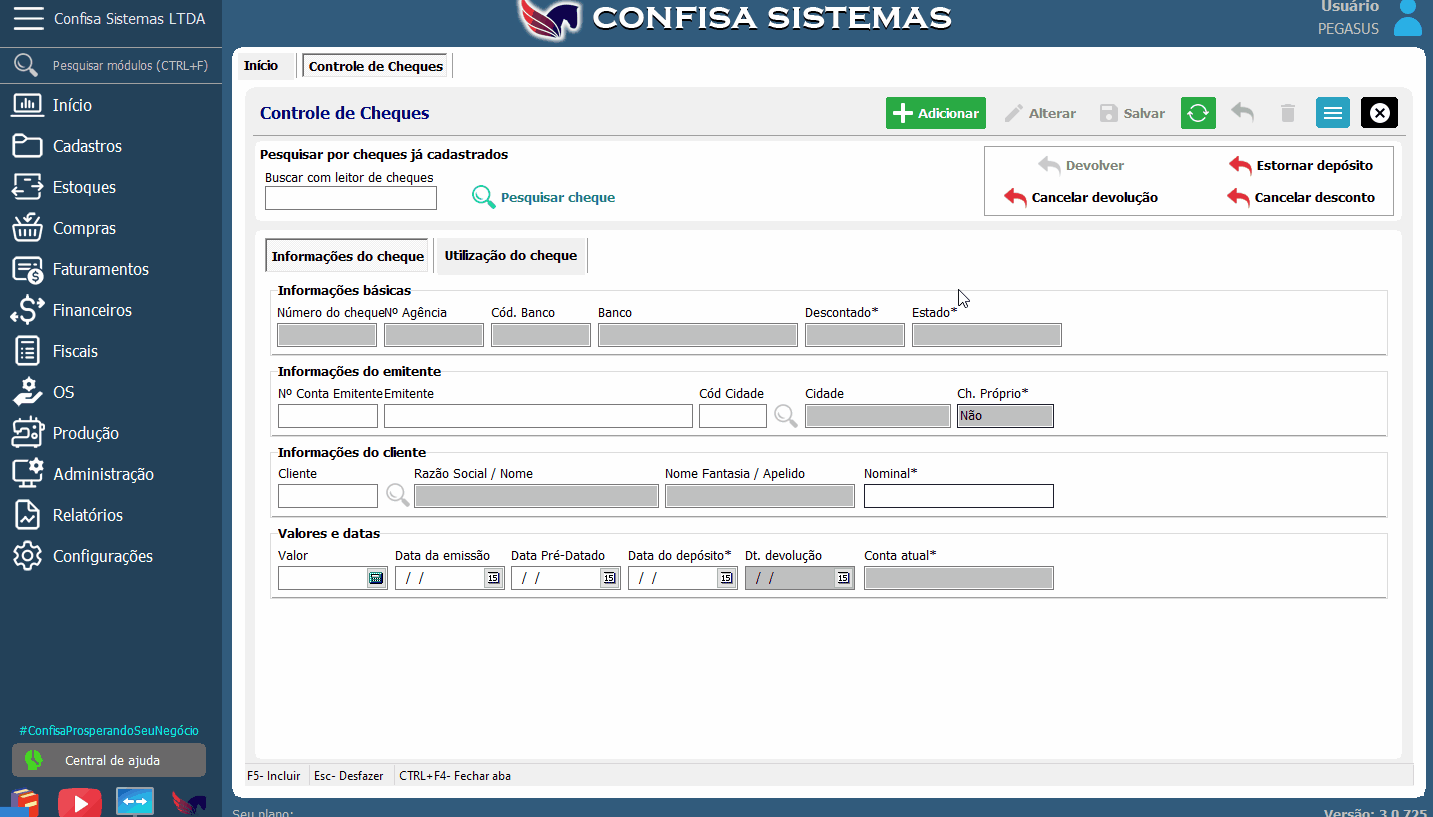 Confisa Sistemas LTDA
CONFISA SISTEMAS
Usuário
PEGASUS
Pesquisar módulos (CTRL+F)
Início
Cadastros
Estoques
Compras
Faturamentos
Financeiros
Fiscais
OS
Produção
Administração
Relatórios
Configurações
#ConfisaProsperandoSeuNegócio
Central de ajuda
Início
Controle de Cheques
Controle de Cheques
Adicionar
Alterar
Salvar
Pesquisar por cheques já cadastrados
Buscar com leitor de cheques
Pesquisar cheque
Devolver
Estornar depósito
Cancelar devolução
Cancelar desconto
Informações do cheque
Utilização do cheque
Informações básicas
Número do cheque Nº Agência Cód. Banco Banco Descontado* Estado*
Informações do emitente
Nº Conta Emitente Emitente Cód Cidade Cidade Ch. Próprio*
Não
Informações do cliente
Cliente Razão Social / Nome Nome Fantasia / Apelido Nominal*
Valores e datas
Valor Data da emissão Data Pré-Datado Data do depósito* Dt. devolução Conta atual*
/ / 15 / / 15 / / 15 / / 15
F5- Incluir Esc- Desfazer CTRL+F4- Fechar aba
Seu plano:
Versão: 3.0.725